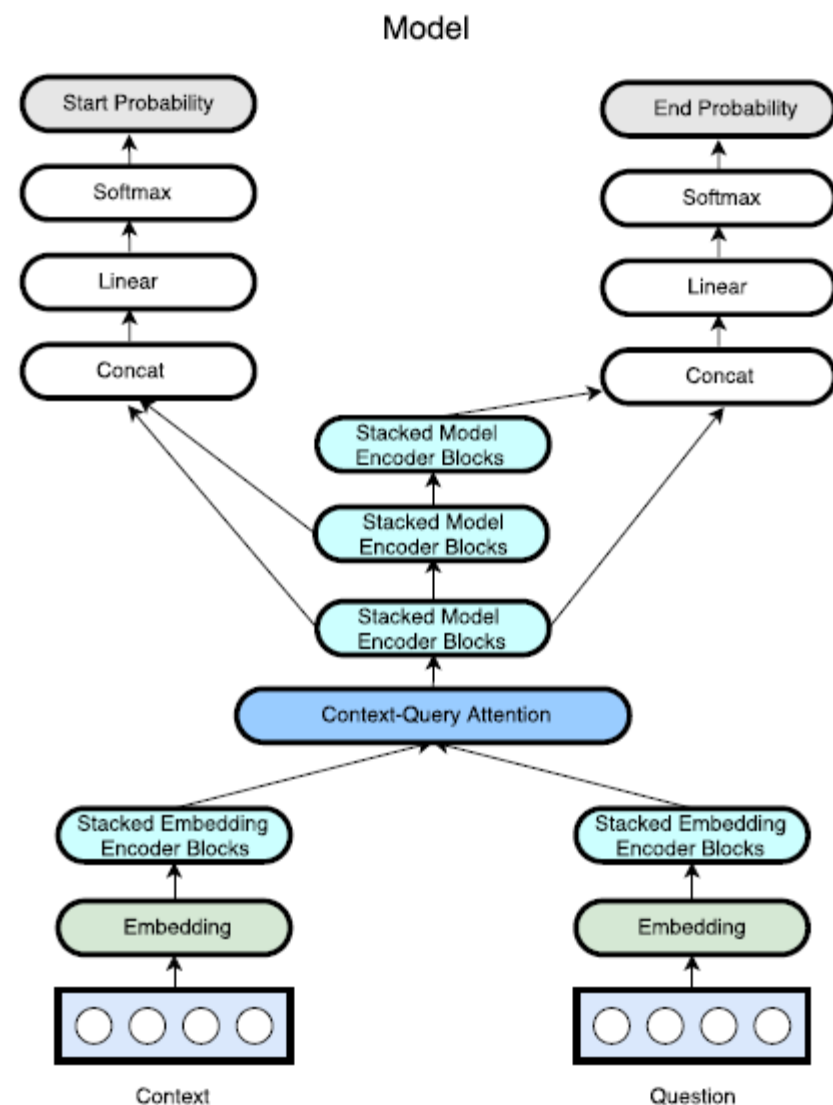 Model
Start Probability
End Probability
Softmax
Softmax
Linear
Linear
Concat
Concat
Stacked Model
Encoder Blocks
Stacked Model
Encoder Blocks
Stacked Model
Encoder Blocks
Context-Query Attention
Stacked Embedding
Encoder Blocks
Stacked Embedding
Encoder Blocks
Embedding
Embedding
Context
Question